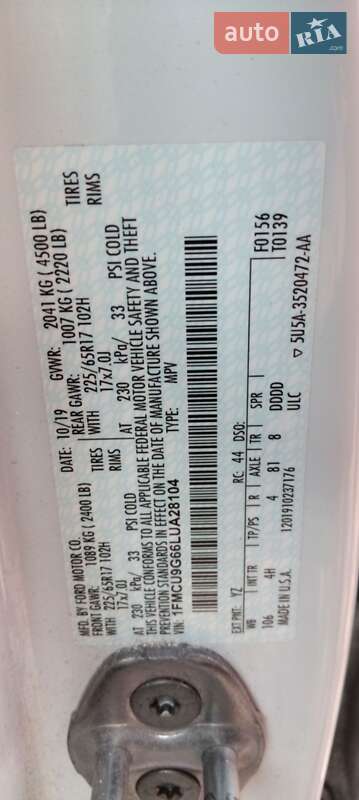 auto RIA.com
MFD. BY FORD MOTOR CO.
DATE: 10/19
GVWR: 2041 KG ( 4500 LB)
FRONT GAWR: 1089 KG ( 2400 LB)
REAR GAWR: 1007 KG ( 2220 LB)
WITH 225/65R17 102H TIRES
WITH 225/65R17 102H TIRES
17x7.0J RIMS
17x7.0J RIMS
AT 230 kPa/ 33 PSI COLD
AT 230 kPa/ 33 PSI COLD
THIS VEHICLE CONFORMS TO ALL APPLICABLE FEDERAL MOTOR VEHICLE SAFETY AND THEFT
PREVENTION STANDARDS IN EFFECT ON THE DATE OF MANUFACTURE SHOWN ABOVE.
VIN: 1FMCU9G66LUA28104
TYPE: MPV
F0156
T0139
EXT PNT: YZ RC: 44 DSO:
WB INT TR TP/PS R AXLE TR SPR
106 4H 4 81 8 DDDD
MADE IN U.S.A. 1201910237176 ULC
▽ 5U5A-3520472-AA